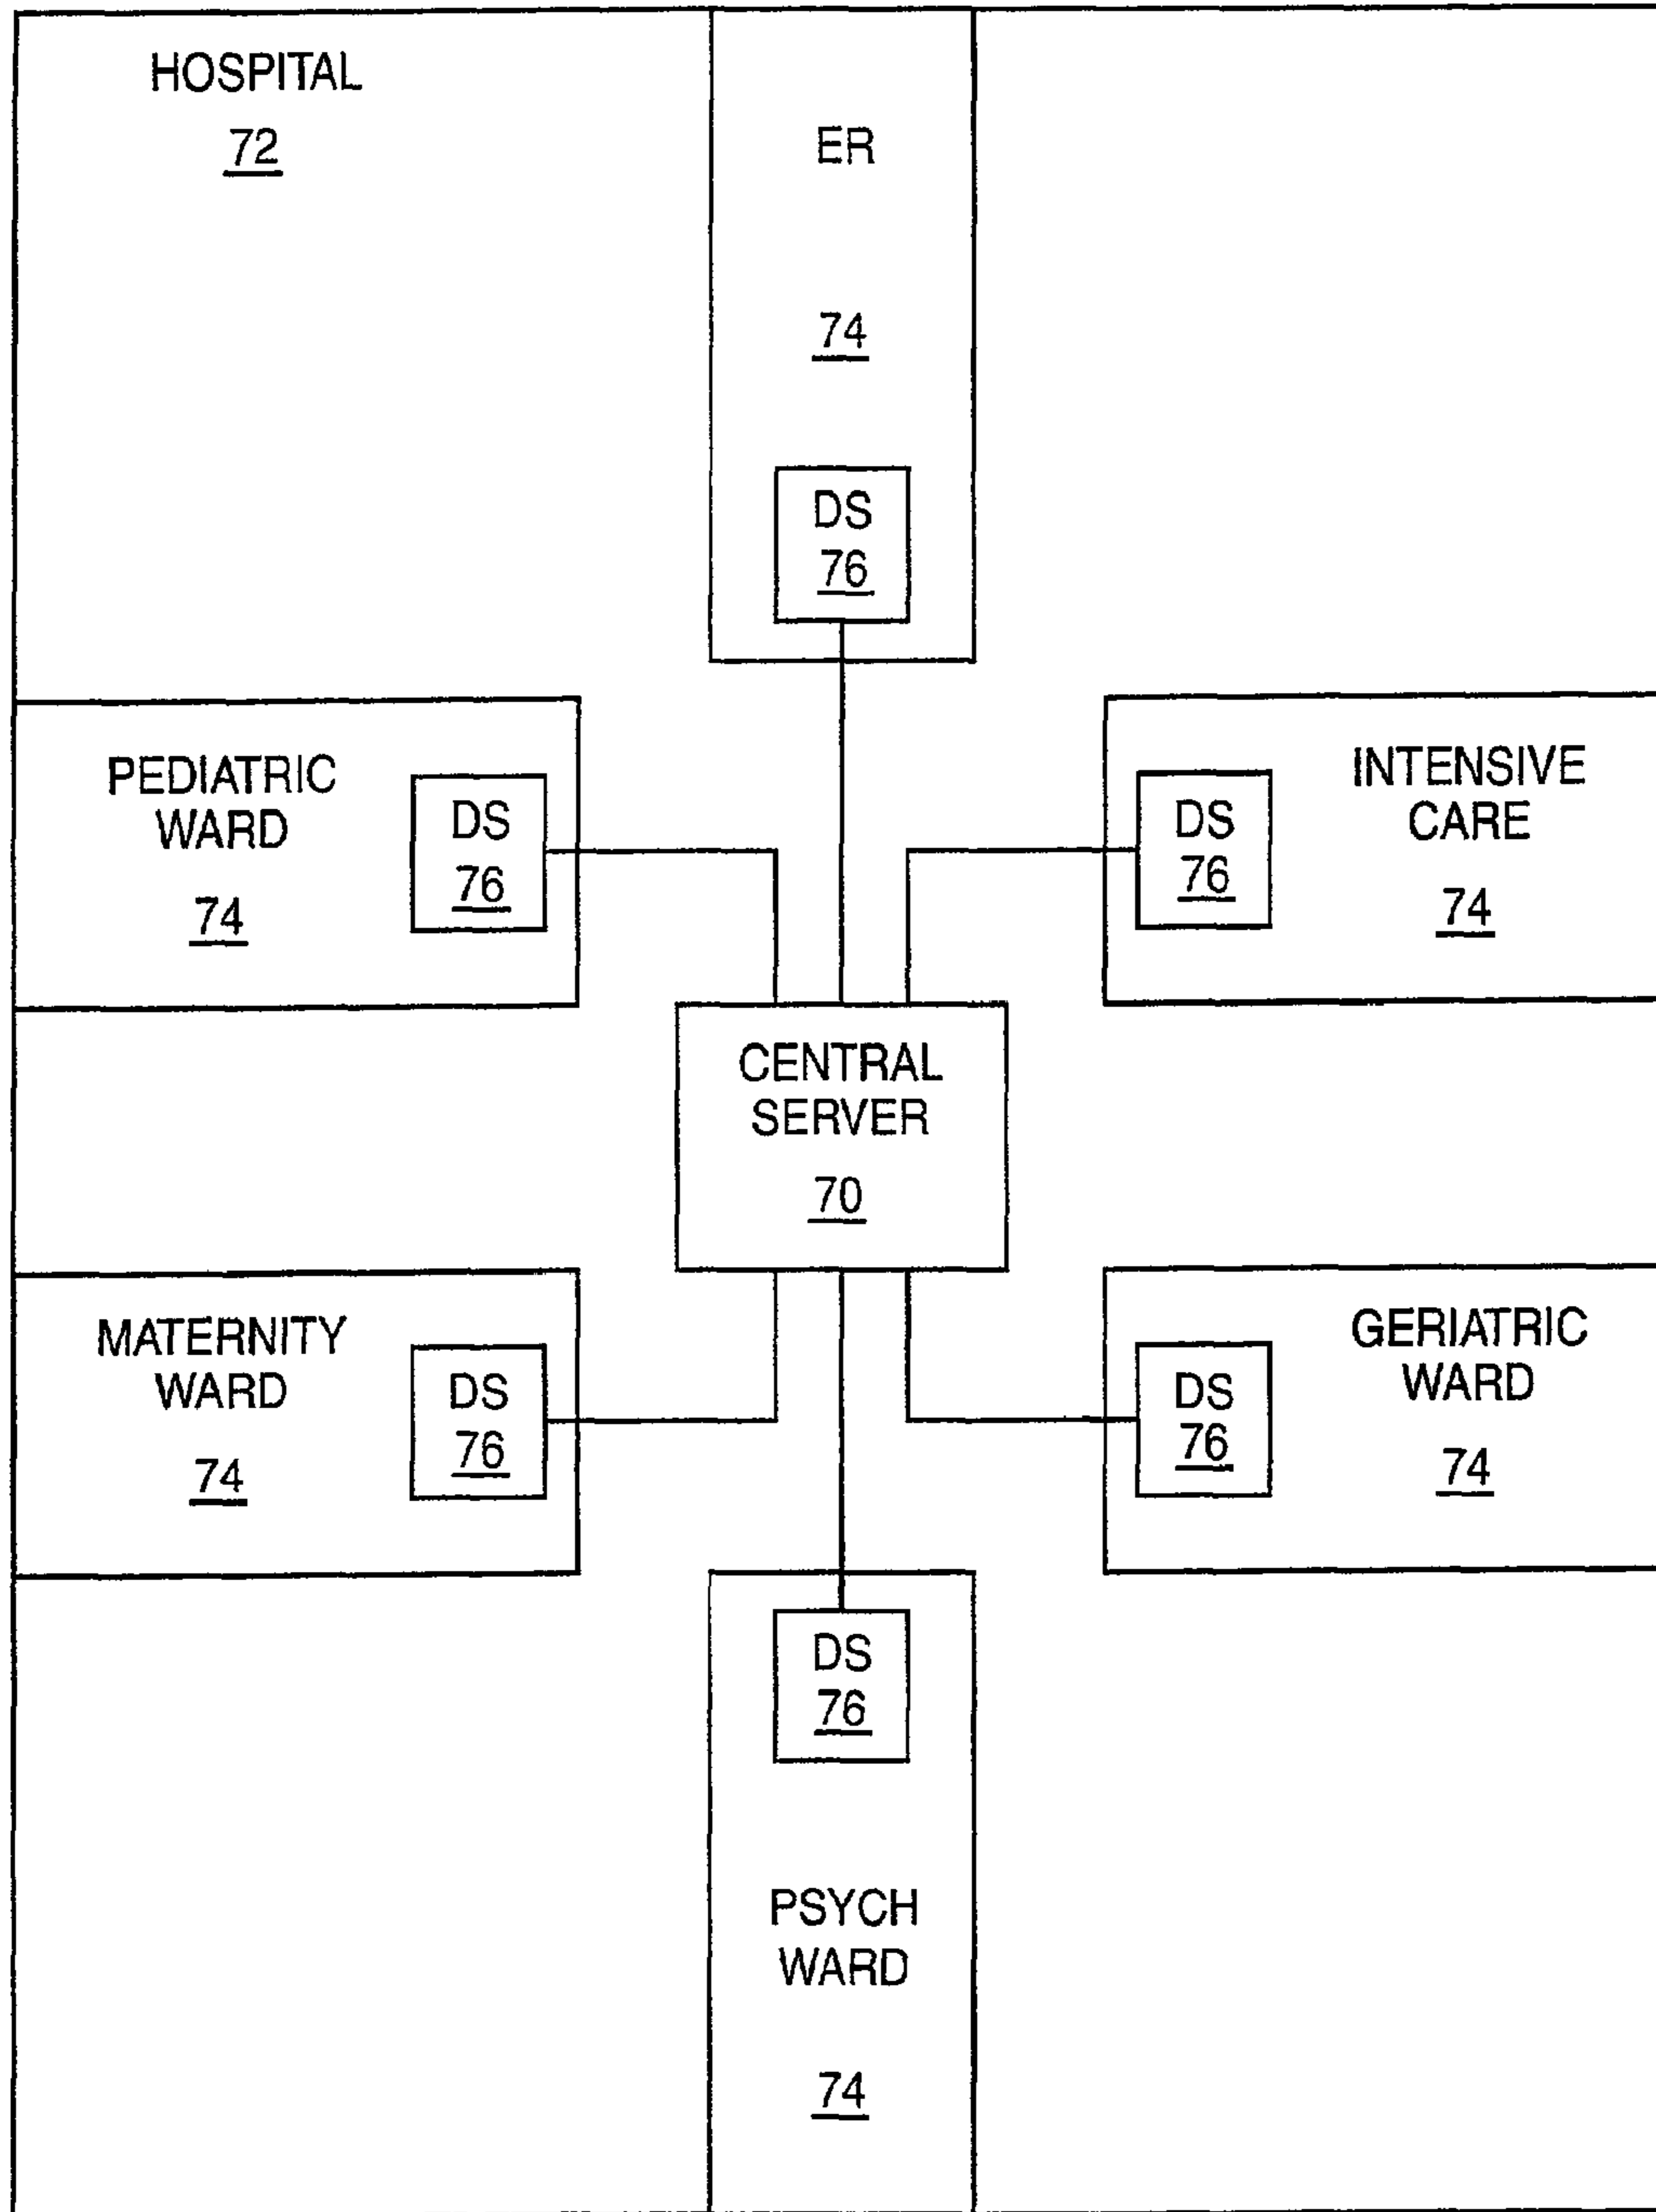 HOSPITAL
72
ER
74
DS
76
PEDIATRIC
WARD
74
DS
76
INTENSIVE
CARE
74
DS
76
CENTRAL
SERVER
70
MATERNITY
WARD
74
DS
76
GERIATRIC
WARD
74
DS
76
DS
76
PSYCH
WARD
74